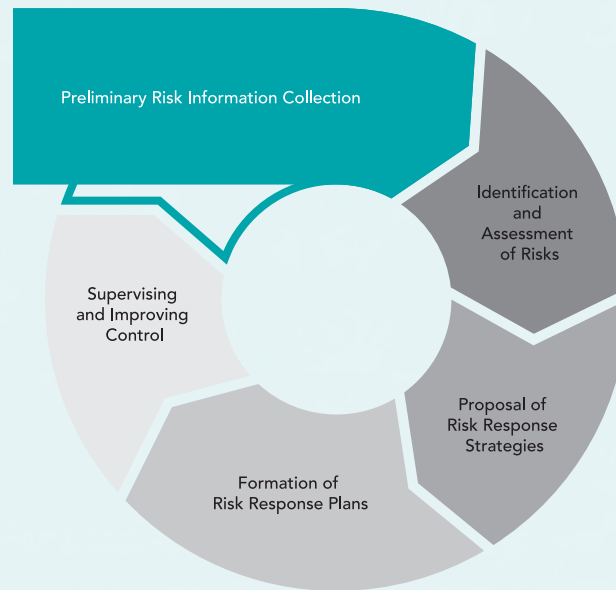 Preliminary Risk Information Collection
Identification
and
Assessment
of Risks
Proposal of
Risk Response
Strategies
Formation of
Risk Response Plans
Supervising
and Improving
Control